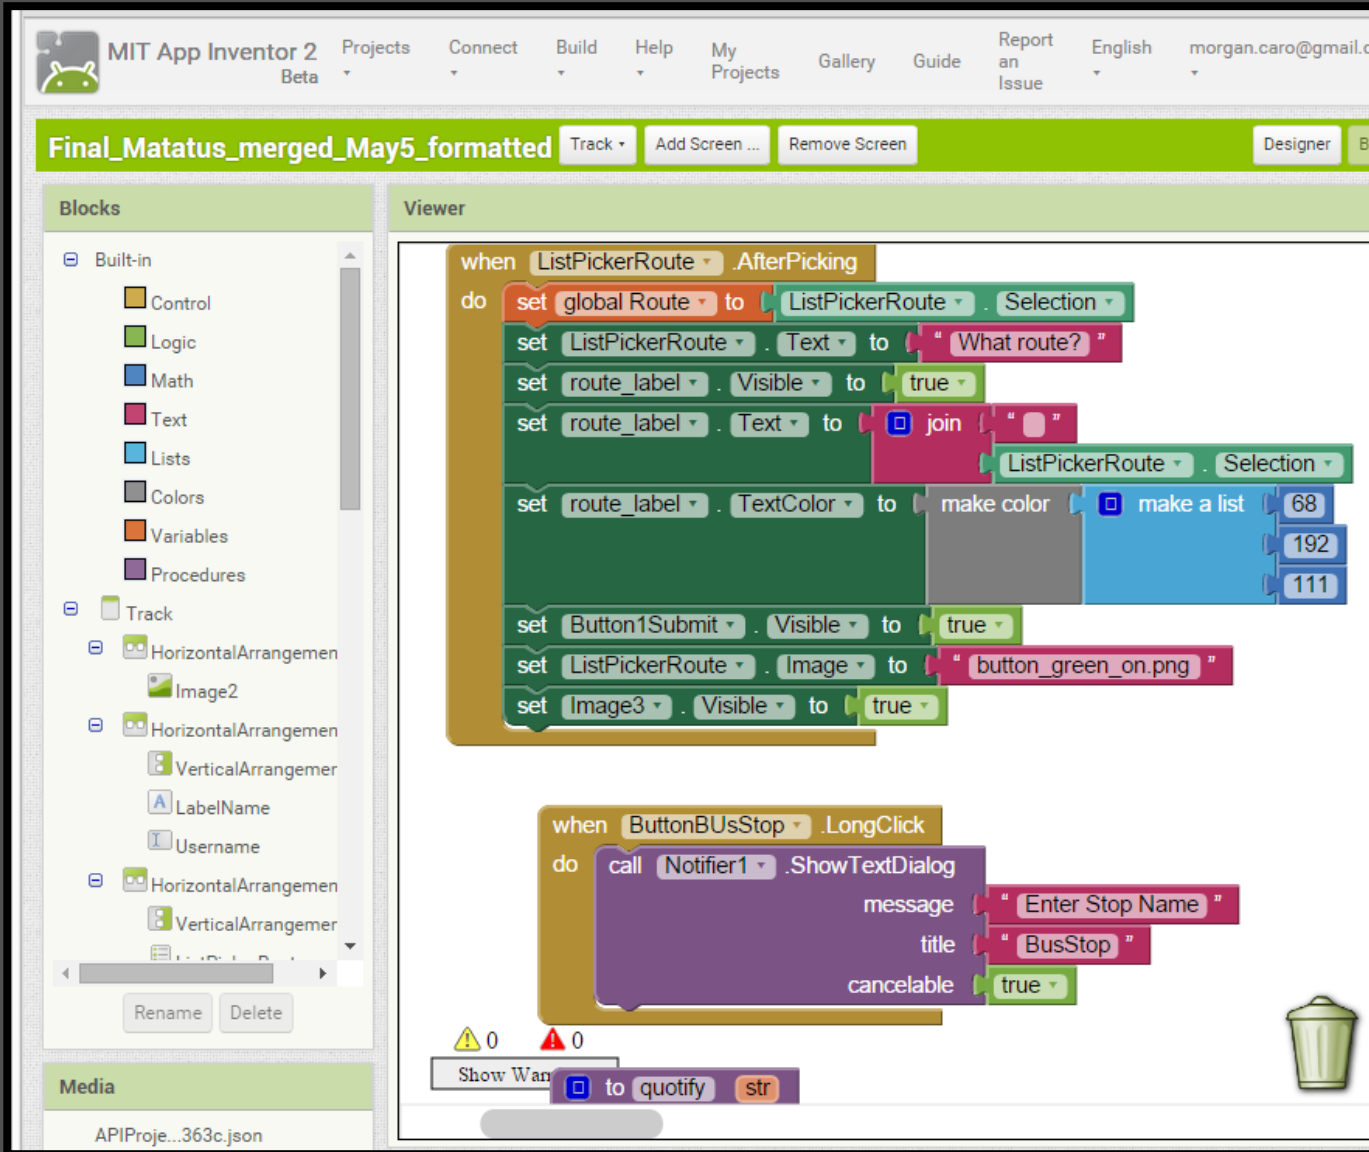 MIT App Inventor 2
Beta
Projects
Connect
Build
Help
My
Projects
Gallery
Guide
Report
an
Issue
English
morgan.caro@gmail.c
Final_Matatus_merged_May5_formatted
Track
Add Screen ...
Remove Screen
Designer
B
Blocks
Built-in
Control
Logic
Math
Text
Lists
Colors
Variables
Procedures
Track
HorizontalArrangemen
Image2
HorizontalArrangemen
VerticalArrangemer
LabelName
Username
HorizontalArrangemen
VerticalArrangemer
Rename
Delete
Media
APIProje...363c.json
Viewer
when ListPickerRoute .AfterPicking
do set global Route to ListPickerRoute . Selection
set ListPickerRoute . Text to " What route? "
set route_label . Visible to true
set route_label . Text to join " "
ListPickerRoute . Selection
set route_label . TextColor to make color make a list 68
192
111
set Button1Submit . Visible to true
set ListPickerRoute . Image to " button_green_on.png "
set Image3 . Visible to true
when ButtonBUsStop .LongClick
do call Notifier1 .ShowTextDialog
message " Enter Stop Name "
title " BusStop "
cancelable true
0 0
Show War
to quotify str